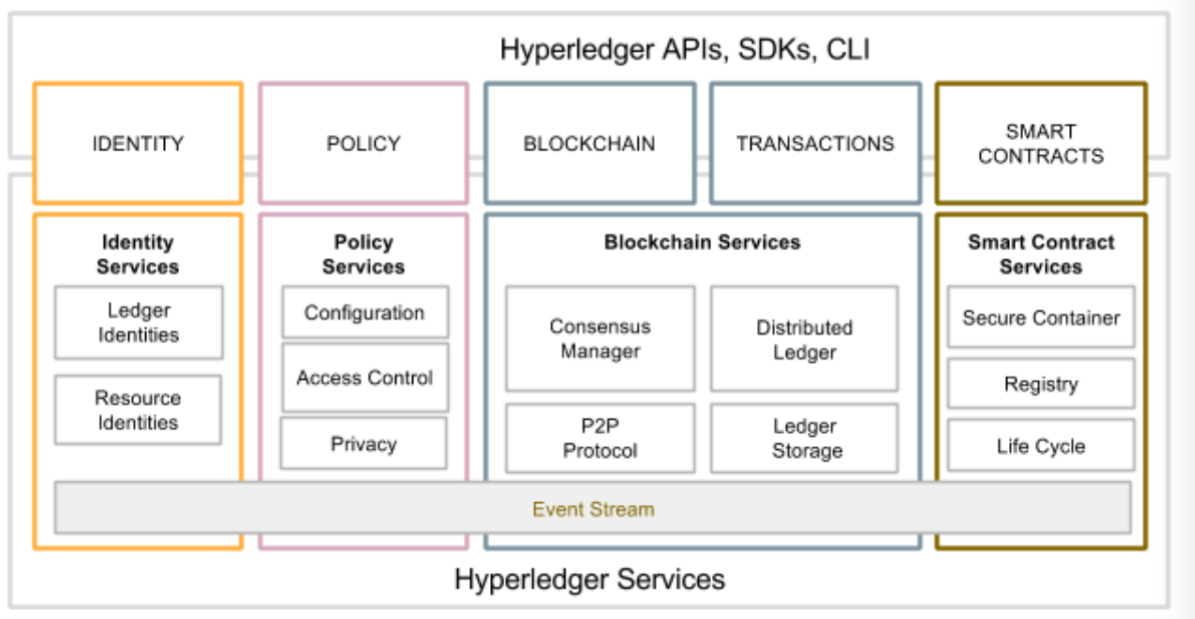 Hyperledger APIs, SDKs, CLI
IDENTITY
POLICY
BLOCKCHAIN
TRANSACTIONS
SMART
CONTRACTS
Identity
Services
Ledger
Identities
Resource
Identities
Policy
Services
Configuration
Access Control
Privacy
Blockchain Services
Consensus
Manager
Distributed
Ledger
P2P
Protocol
Ledger
Storage
Smart Contract
Services
Secure Container
Registry
Life Cycle
Event Stream
Hyperledger Services